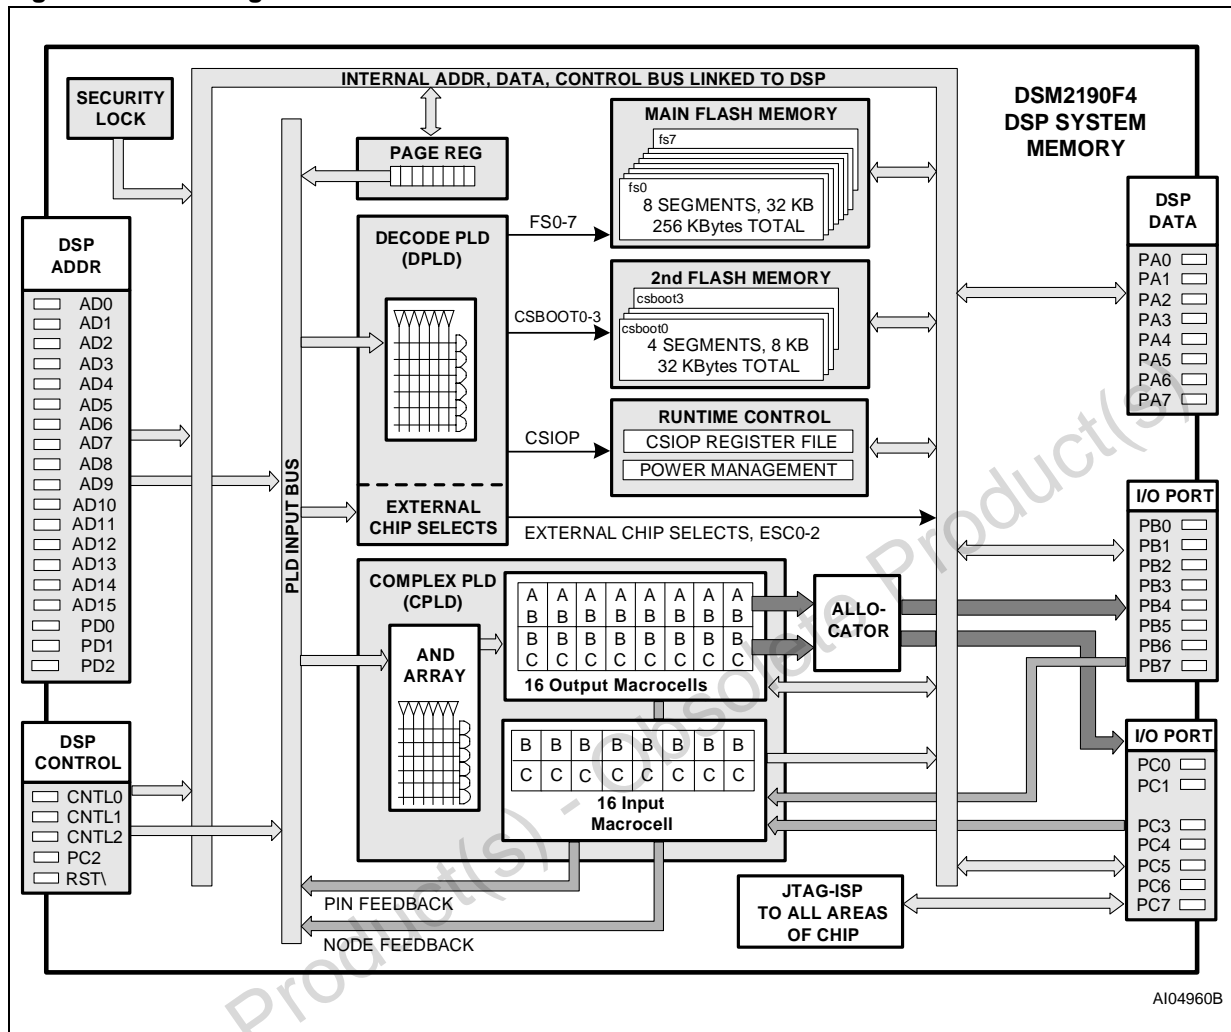 INTERNAL ADDR, DATA, CONTROL BUS LINKED TO DSP
SECURITY
LOCK
DSM2190F4
DSP SYSTEM
MEMORY
PAGE REG
MAIN FLASH MEMORY
fs7
fs0
8 SEGMENTS, 32 KB
256 KBytes TOTAL
DSP
ADDR
AD0
AD1
AD2
AD3
AD4
AD5
AD6
AD7
AD8
AD9
AD10
AD11
AD12
AD13
AD14
AD15
PD0
PD1
PD2
DSP
CONTROL
CNTL0
CNTL1
CNTL2
PC2
RST\
PLD INPUT BUS
DECODE PLD
(DPLD)
FS0-7
CSBOOT0-3
CSIOP
EXTERNAL
CHIP SELECTS
EXTERNAL CHIP SELECTS, ESC0-2
2nd FLASH MEMORY
csboot3
csboot0
4 SEGMENTS, 8 KB
32 KBytes TOTAL
RUNTIME CONTROL
CSIOP REGISTER FILE
POWER MANAGEMENT
COMPLEX PLD
(CPLD)
AND
ARRAY
A A A A A A A A
B B B B B B B B
B B B B B B B B
C C C C C C C C
16 Output Macrocells
B B B B B B B B
C C C C C C C C
16 Input
Macrocell
ALLO-
CATOR
PIN FEEDBACK
NODE FEEDBACK
JTAG-ISP
TO ALL AREAS
OF CHIP
DSP
DATA
PA0
PA1
PA2
PA3
PA4
PA5
PA6
PA7
I/O PORT
PB0
PB1
PB2
PB3
PB4
PB5
PB6
PB7
I/O PORT
PC0
PC1
PC3
PC4
PC5
PC6
PC7
AI04960B
Product(s) - Obsolete Product(s)